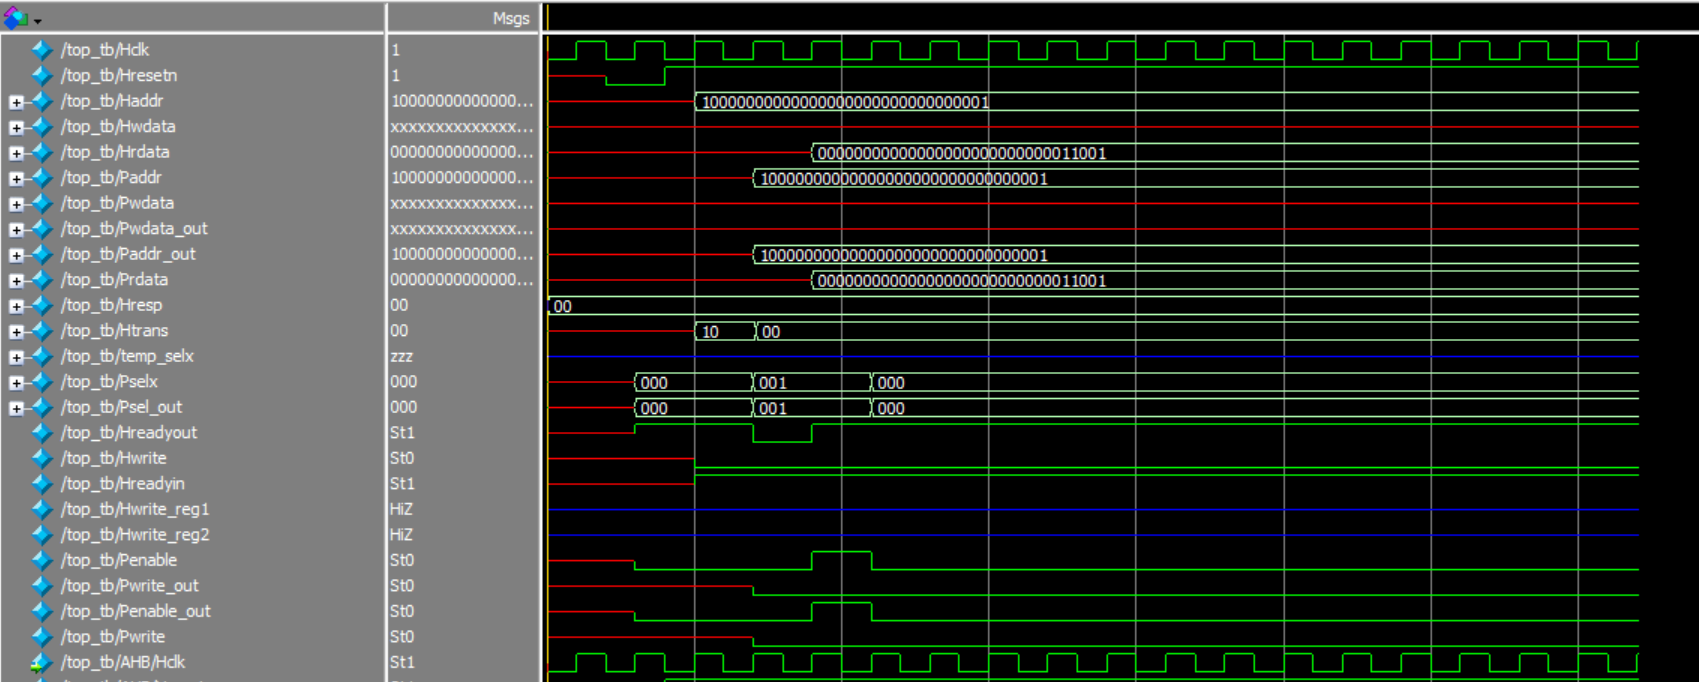 Msgs
/top_tb/Hclk 1
/top_tb/Hresetn 1
/top_tb/Haddr 10000000000000... 10000000000000000000000000000001
/top_tb/Hwdata xxxxxxxxxxxxxx...
/top_tb/Hrdata 00000000000000... 00000000000000000000000000011001
/top_tb/Paddr 10000000000000... 10000000000000000000000000000001
/top_tb/Pwdata xxxxxxxxxxxxxx...
/top_tb/Pwdata_out xxxxxxxxxxxxxx...
/top_tb/Paddr_out 10000000000000... 10000000000000000000000000000001
/top_tb/Prdata 00000000000000... 00000000000000000000000000011001
/top_tb/Hresp 00 00
/top_tb/Htrans 00 10 00
/top_tb/temp_selx zzz
/top_tb/Pselx 000 000 001 000
/top_tb/Psel_out 000 000 001 000
/top_tb/Hreadyout St1
/top_tb/Hwrite St0
/top_tb/Hreadyin St1
/top_tb/Hwrite_reg1 HiZ
/top_tb/Hwrite_reg2 HiZ
/top_tb/Penable St0
/top_tb/Pwrite_out St0
/top_tb/Penable_out St0
/top_tb/Pwrite St0
/top_tb/AHB/Hclk St1